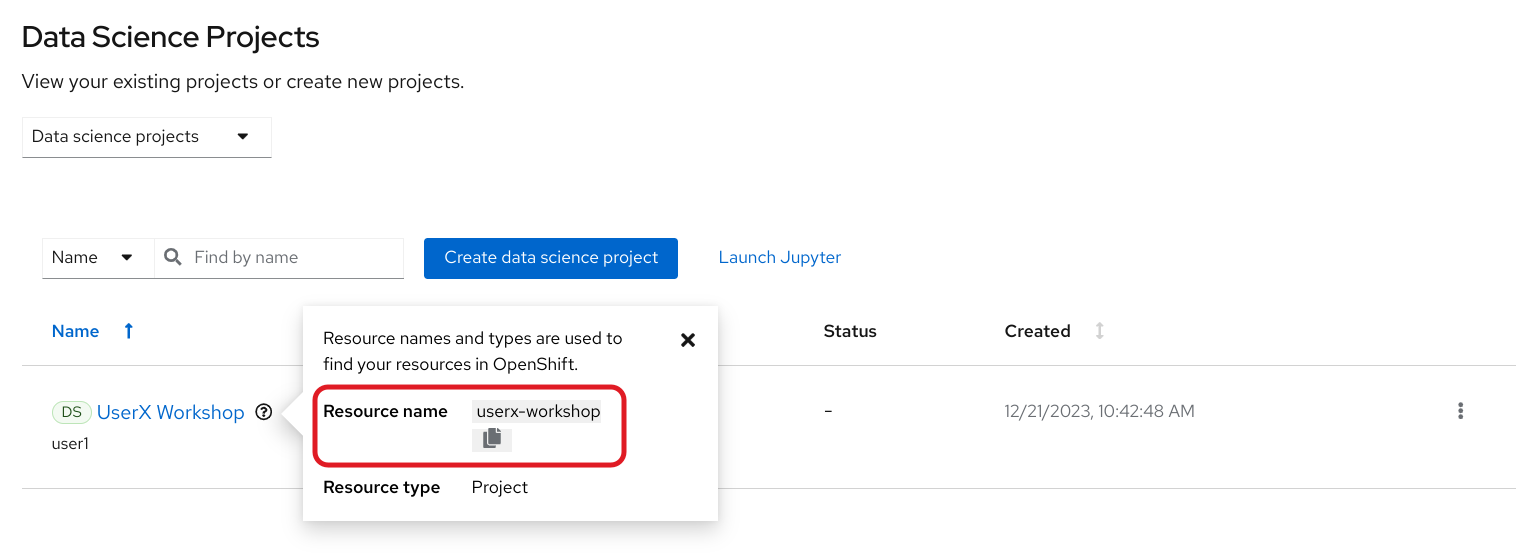 Data Science Projects
View your existing projects or create new projects.
Data science projects
Name Find by name Create data science project Launch Jupyter
Name Status Created
Resource names and types are used to
find your resources in OpenShift.
DS UserX Workshop
user1
Resource name userx-workshop
Resource type Project
- 12/21/2023, 10:42:48 AM